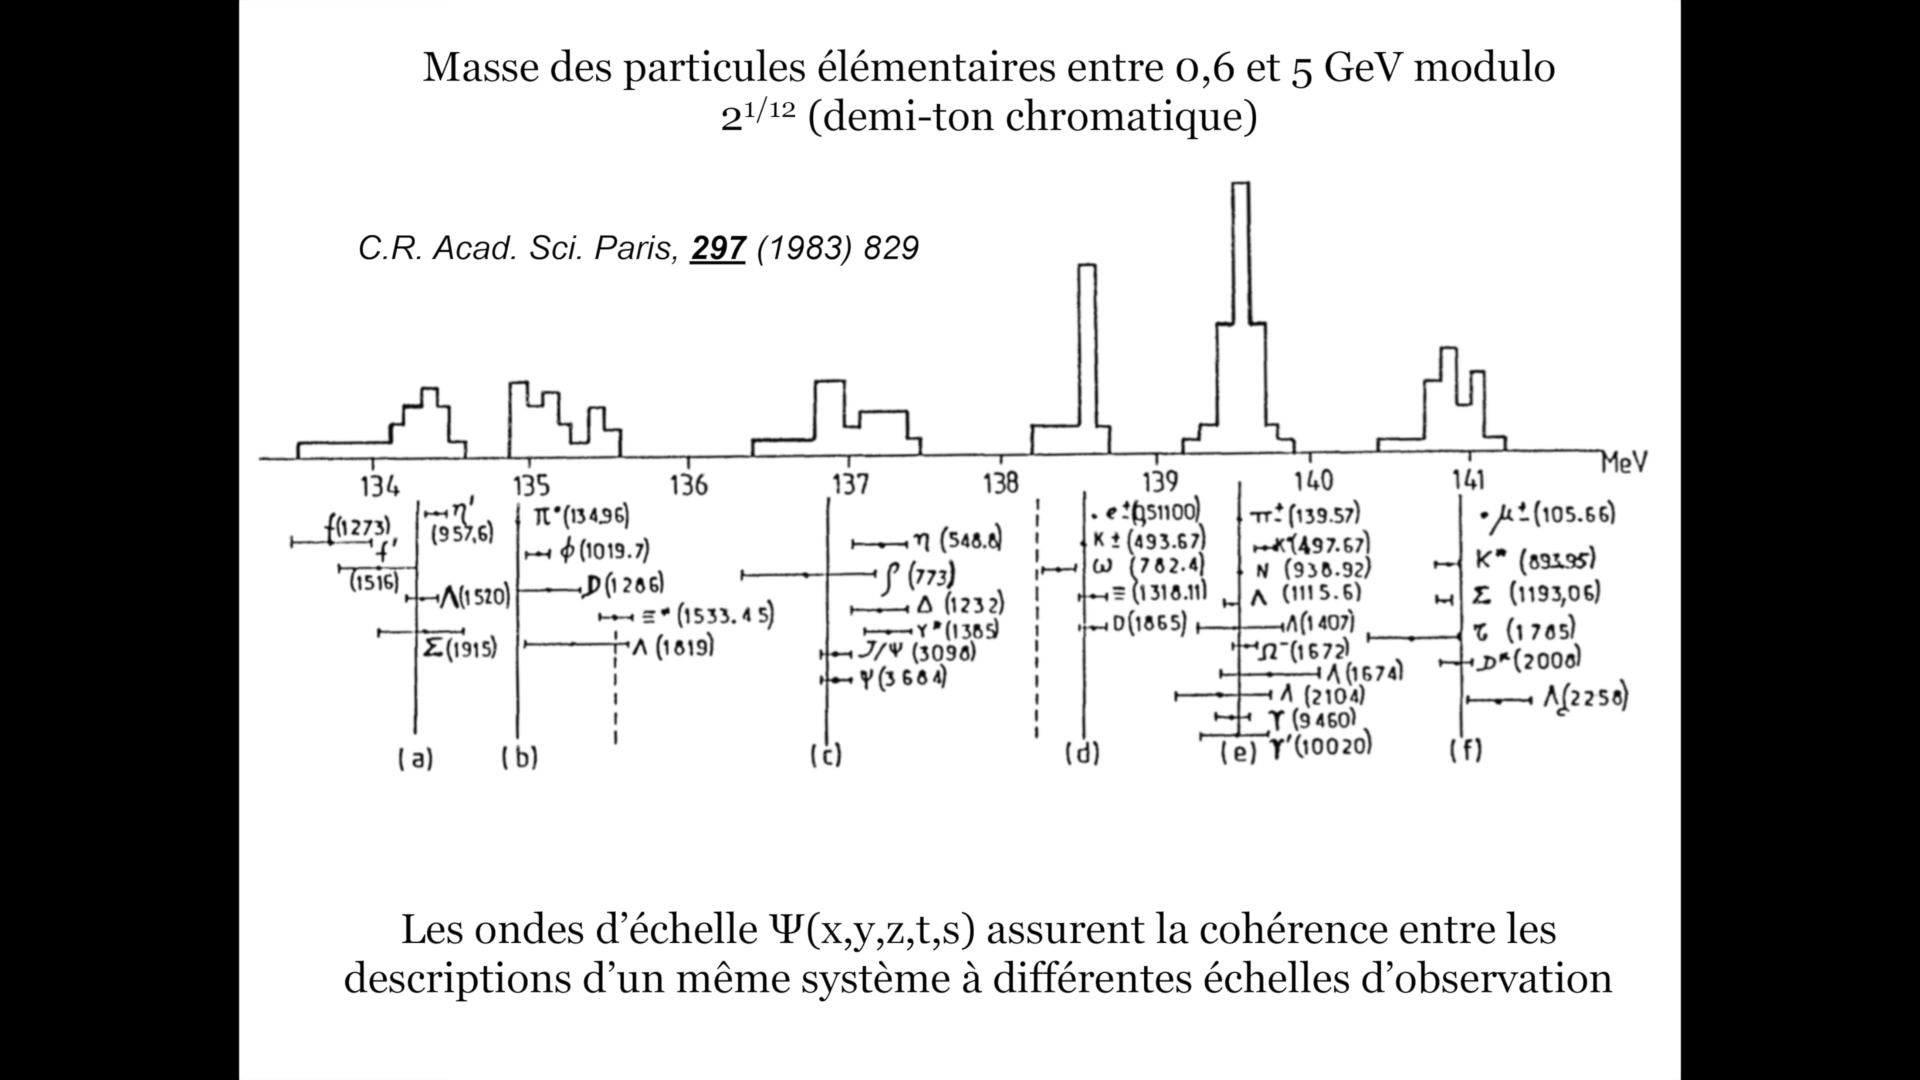 Masse des particules élémentaires entre 0,6 et 5 GeV modulo
2^1/12 (demi-ton chromatique)
C.R. Acad. Sci. Paris, 297 (1983) 829
MeV
134 135 136 137 138 139 140 141
f(1273)
f'
(1516)
η'
(957,6)
Λ(1520)
Σ(1915)
(a)
π°(134.96)
ϕ(1019.7)
D(1286)
Ξ*(1533.45)
Λ(1819)
(b)
η (548.8)
ρ (773)
Δ (1232)
Y*(1385)
J/Ψ (3098)
Ψ(3684)
(c)
e±(0,51100)
K±(493.67)
ω (782.4)
Ξ(1318.11)
D(1865)
(d)
π±(139.57)
K°(497.67)
N (938.92)
Λ (1115.6)
Λ(1407)
Ω⁻(1672)
Λ(1674)
Λ (2104)
ϒ(9460)
ϒ'(10020)
(e)
μ±(105.66)
K* (893.95)
Σ (1193,06)
τ (1785)
D*(2008)
Λc(2258)
(f)
Les ondes d'échelle Ψ(x,y,z,t,s) assurent la cohérence entre les
descriptions d'un même système à différentes échelles d'observation